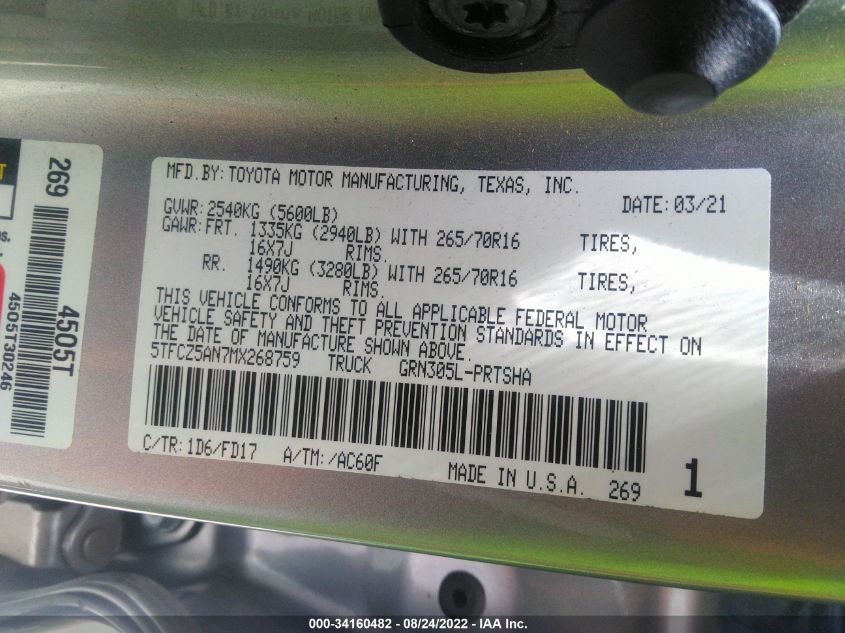 MFD.BY: TOYOTA MOTOR MANUFACTURING, TEXAS, INC.
DATE: 03/21
GVWR: 2540KG (5600LB)
GAWR: FRT. 1335KG (2940LB) WITH 265/70R16 TIRES,
16X7J RIMS.
RR. 1490KG (3280LB) WITH 265/70R16 TIRES,
16X7J RIMS.
THIS VEHICLE CONFORMS TO ALL APPLICABLE FEDERAL MOTOR
VEHICLE SAFETY AND THEFT PREVENTION STANDARDS IN EFFECT ON
THE DATE OF MANUFACTURE SHOWN ABOVE.
5TFCZ5AN7MX268759 TRUCK GRN305L-PRTSHA
C/TR: 1D6/FD17 A/TM: /AC60F MADE IN U.S.A. 269 1
269
4505T
4505T30246
000-34160482 - 08/24/2022 - IAA Inc.